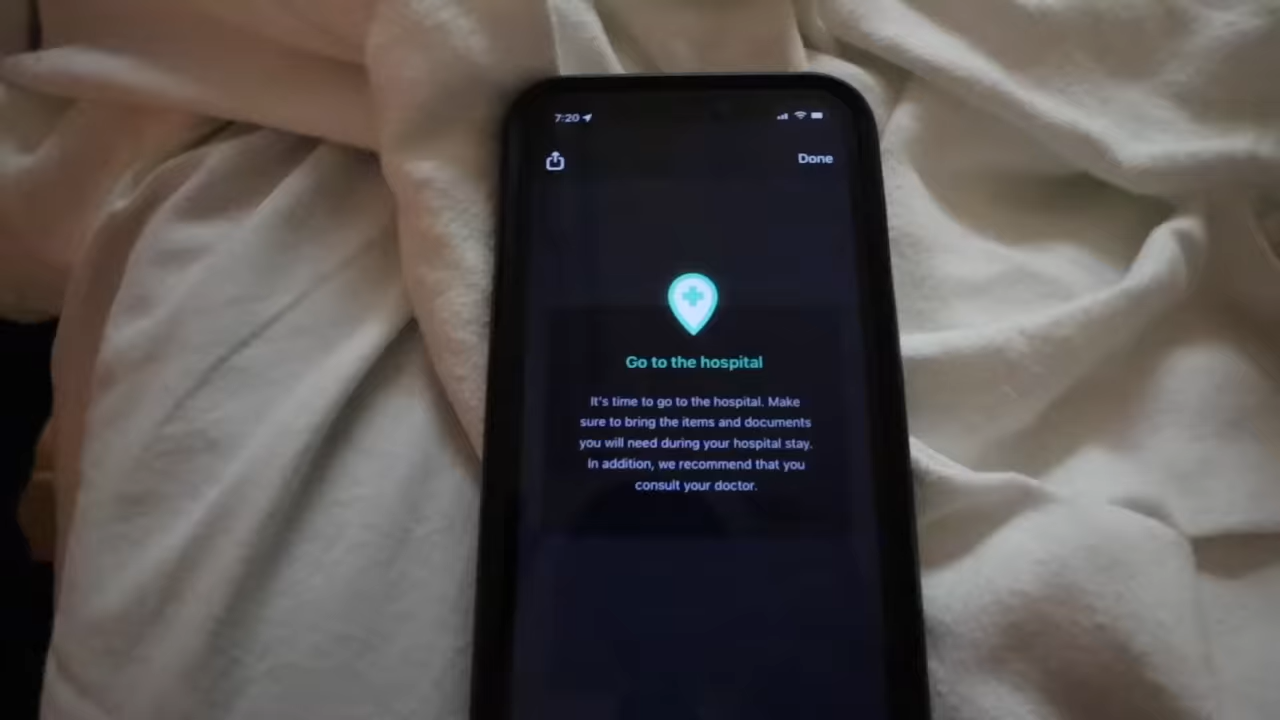 7:20
Done
Go to the hospital
It's time to go to the hospital. Make
sure to bring the items and documents
you will need during your hospital stay.
In addition, we recommend that you
consult your doctor.